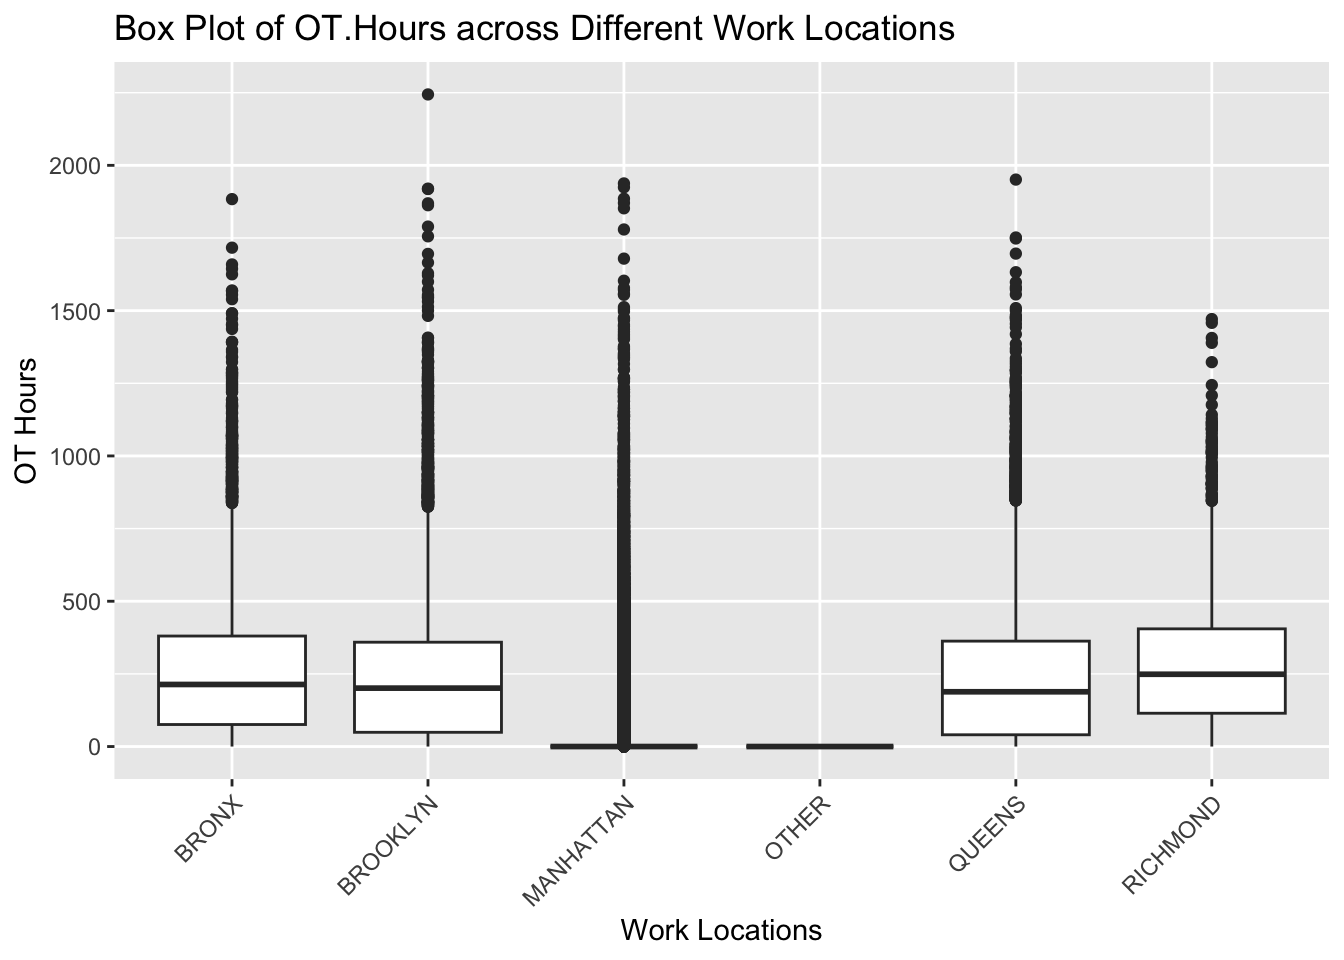 Box Plot of OT.Hours across Different Work Locations
OT Hours
2000
1500
1000
500
0
BRONX
BROOKLYN
MANHATTAN
OTHER
QUEENS
RICHMOND
Work Locations